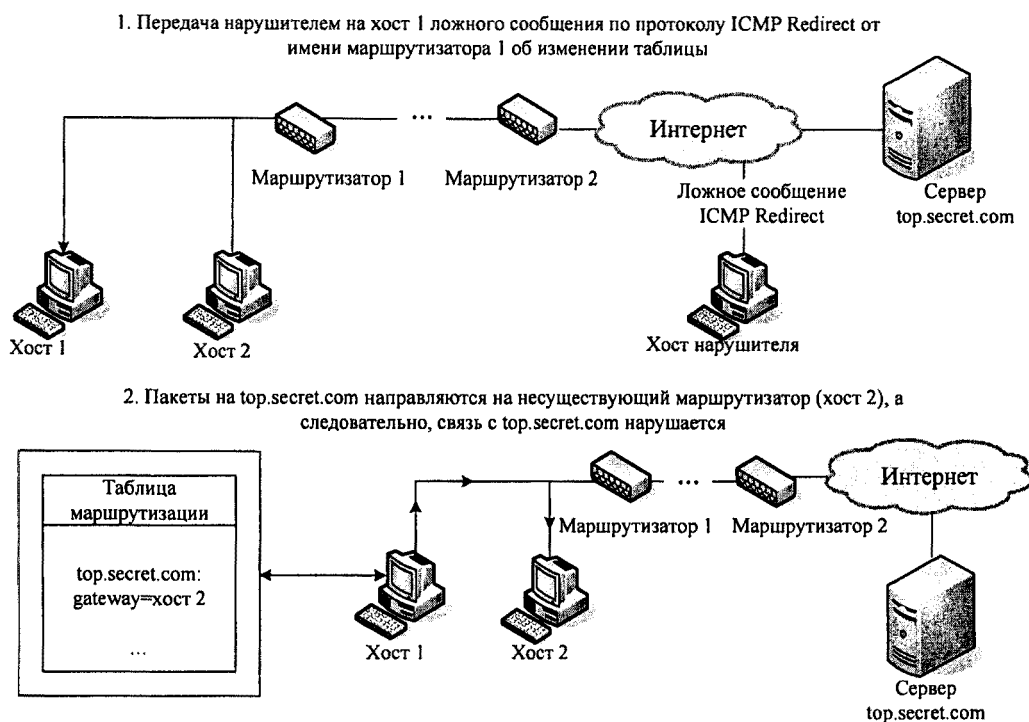 1. Передача нарушителем на хост 1 ложного сообщения по протоколу ICMP Redirect от
имени маршрутизатора 1 об изменении таблицы
...
Интернет
Маршрутизатор 1
Маршрутизатор 2
Ложное сообщение
ICMP Redirect
Сервер
top.secret.com
Хост 1
Хост 2
Хост нарушителя
2. Пакеты на top.secret.com направляются на несуществующий маршрутизатор (хост 2), а
следовательно, связь с top.secret.com нарушается
Таблица
маршрутизации
top.secret.com:
gateway=хост 2
...
...
Интернет
Маршрутизатор 1
Маршрутизатор 2
Хост 1
Хост 2
Сервер
top.secret.com